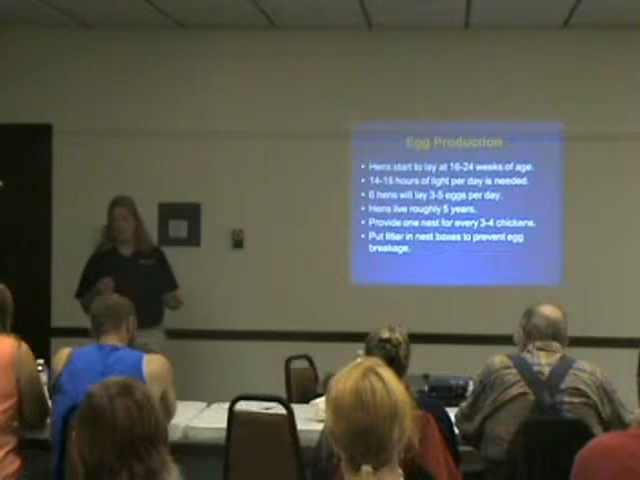 Egg Production
• Hens start to lay at 16-24 weeks of age.
• 14-16 hours of light per day is needed.
• 6 hens will lay 3-5 eggs per day.
• Hens live roughly 5 years.
• Provide one nest for every 3-4 chickens.
• Put litter in nest boxes to prevent egg
breakage.